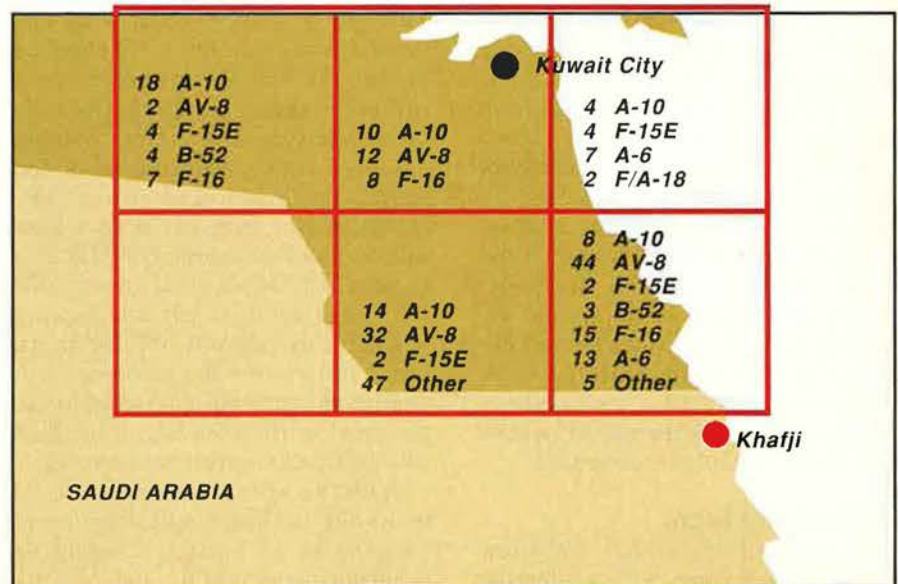 Kuwait City
18 A-10
2 AV-8
4 F-15E
4 B-52
7 F-16
10 A-10
12 AV-8
8 F-16
4 A-10
4 F-15E
7 A-6
2 F/A-18
14 A-10
32 AV-8
2 F-15E
47 Other
8 A-10
44 AV-8
2 F-15E
3 B-52
15 F-16
13 A-6
5 Other
Khafji
SAUDI ARABIA